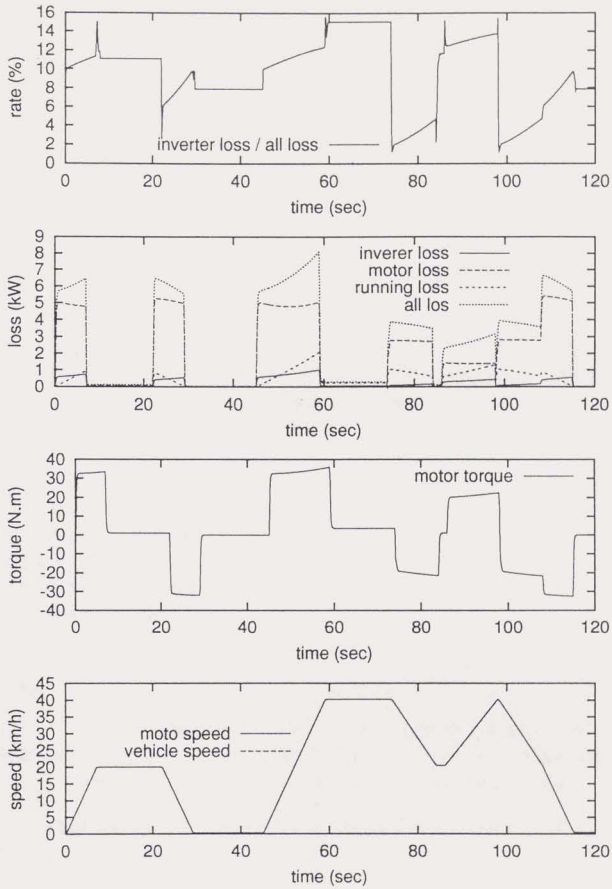 16
14
12
10
8
6
4
2
0
rate (%)
inverter loss / all loss
0 20 40 60 80 100 120
time (sec)
9
8
7
6
5
4
3
2
1
0
loss (kW)
inverer loss
motor loss
running loss
all los
0 20 40 60 80 100 120
time (sec)
40
30
20
10
0
-10
-20
-30
-40
torque (N.m)
motor torque
0 20 40 60 80 100 120
time (sec)
45
40
35
30
25
20
15
10
5
0
speed (km/h)
moto speed
vehicle speed
0 20 40 60 80 100 120
time (sec)